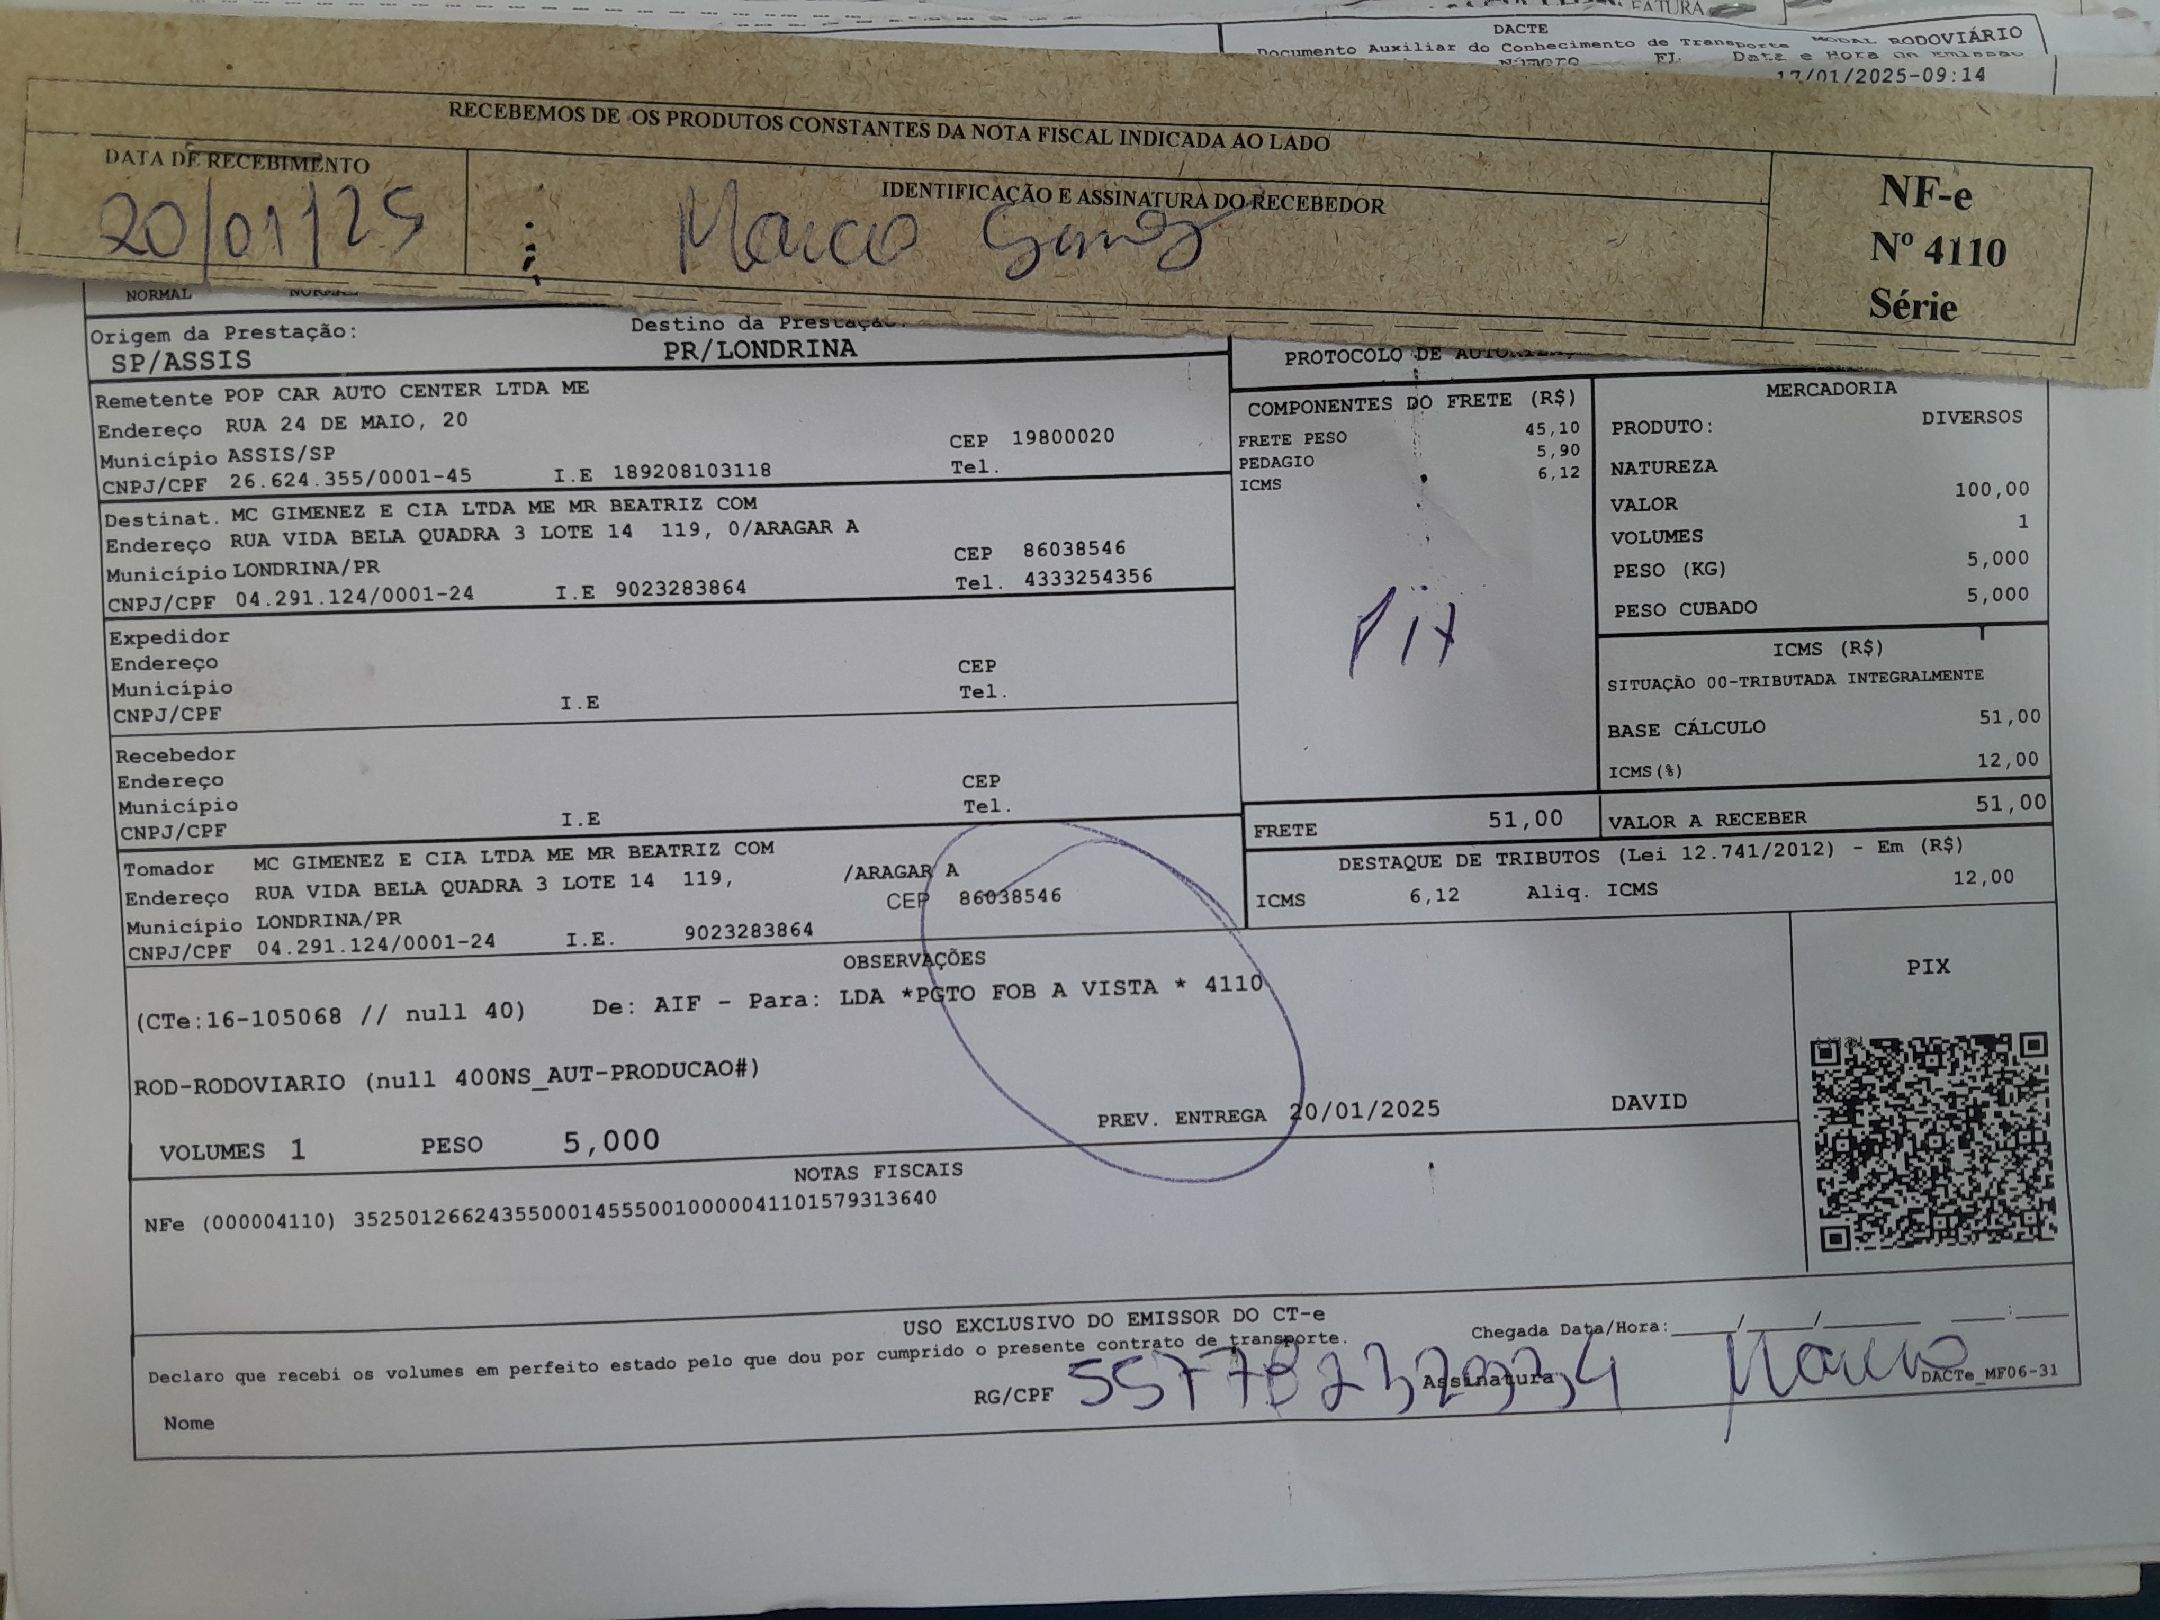 FATURA
DACTE
Documento Auxiliar do Conhecimento de Transporte MODAL RODOVIÁRIO
Número FL Data e Hora de Emissão
17/01/2025-09:14
RECEBEMOS DE OS PRODUTOS CONSTANTES DA NOTA FISCAL INDICADA AO LADO
DATA DE RECEBIMENTO
20/01/25
IDENTIFICAÇÃO E ASSINATURA DO RECEBEDOR
NF-e
Nº 4110
Série
NORMAL NORMAL
Origem da Prestação: Destino da Prestação:
SP/ASSIS PR/LONDRINA
Remetente POP CAR AUTO CENTER LTDA ME
Endereço RUA 24 DE MAIO, 20
Município ASSIS/SP CEP 19800020
CNPJ/CPF 26.624.355/0001-45 I.E 189208103118 Tel.
Destinat. MC GIMENEZ E CIA LTDA ME MR BEATRIZ COM
Endereço RUA VIDA BELA QUADRA 3 LOTE 14 119, 0/ARAGAR A
Município LONDRINA/PR CEP 86038546
CNPJ/CPF 04.291.124/0001-24 I.E 9023283864 Tel. 4333254356
Expedidor
Endereço
Município CEP
CNPJ/CPF I.E Tel.
Recebedor
Endereço
Município CEP
CNPJ/CPF I.E Tel.
Tomador MC GIMENEZ E CIA LTDA ME MR BEATRIZ COM
Endereço RUA VIDA BELA QUADRA 3 LOTE 14 119, /ARAGAR A
Município LONDRINA/PR CEP 86038546
CNPJ/CPF 04.291.124/0001-24 I.E. 9023283864
PROTOCOLO DE
COMPONENTES DO FRETE (R$)
FRETE PESO 45,10
PEDAGIO 5,90
ICMS 6,12
Pix
MERCADORIA
PRODUTO: DIVERSOS
NATUREZA
VALOR 100,00
VOLUMES 1
PESO (KG) 5,000
PESO CUBADO 5,000
ICMS (R$)
SITUAÇÃO 00-TRIBUTADA INTEGRALMENTE
BASE CÁLCULO 51,00
ICMS(%) 12,00
FRETE 51,00 VALOR A RECEBER 51,00
DESTAQUE DE TRIBUTOS (Lei 12.741/2012) - Em (R$)
ICMS 6,12 Aliq. ICMS 12,00
OBSERVAÇÕES
(CTe:16-105068 // null 40) De: AIF - Para: LDA *PGTO FOB A VISTA * 4110
ROD-RODOVIARIO (null 400NS_AUT-PRODUCAO#)
PREV. ENTREGA 20/01/2025 DAVID
VOLUMES 1 PESO 5,000
PIX
NOTAS FISCAIS
NFe (000004110) 35250126624355000145550010000041101579313640
USO EXCLUSIVO DO EMISSOR DO CT-e
Declaro que recebi os volumes em perfeito estado pelo que dou por cumprido o presente contrato de transporte.
Chegada Data/Hora:____/____/______ ___:___
Nome RG/CPF Assinatura DACTe_MF06-31